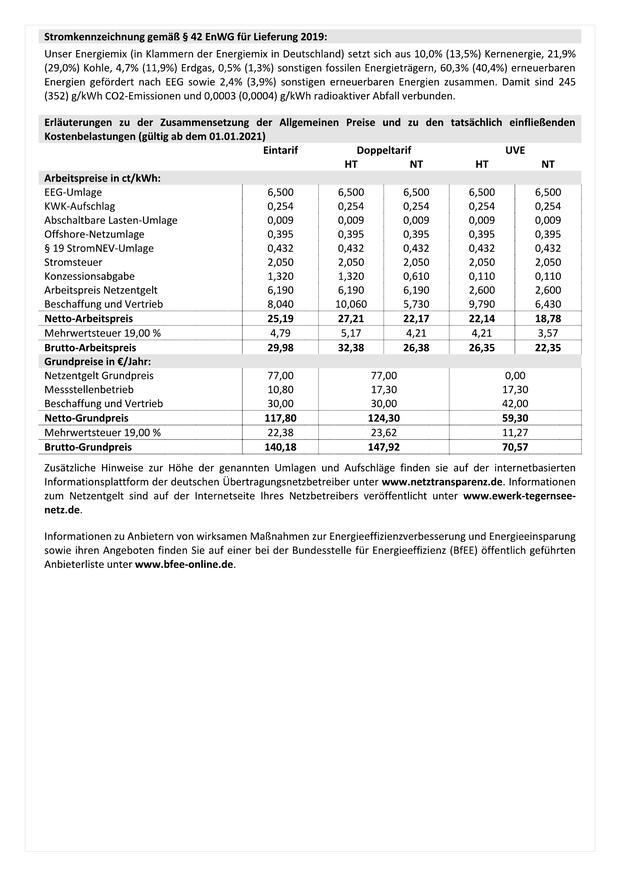 Stromkennzeichnung gemäß § 42 EnWG für Lieferung 2019:
Unser Energiemix (in Klammern der Energiemix in Deutschland) setzt sich aus 10,0% (13,5%) Kernenergie, 21,9%
(29,0%) Kohle, 4,7% (11,9%) Erdgas, 0,5% (1,3%) sonstigen fossilen Energieträgern, 60,3% (40,4%) erneuerbaren
Energien gefördert nach EEG sowie 2,4% (3,9%) sonstigen erneuerbaren Energien zusammen. Damit sind 245
(352) g/kWh CO2-Emissionen und 0,0003 (0,0004) g/kWh radioaktiver Abfall verbunden.
Erläuterungen zu der Zusammensetzung der Allgemeinen Preise und zu den tatsächlich einfließenden
Kostenbelastungen (gültig ab dem 01.01.2021)
Eintarif Doppeltarif UVE
HT NT HT NT
Arbeitspreise in ct/kWh:
EEG-Umlage 6,500 6,500 6,500 6,500 6,500
KWK-Aufschlag 0,254 0,254 0,254 0,254 0,254
Abschaltbare Lasten-Umlage 0,009 0,009 0,009 0,009 0,009
Offshore-Netzumlage 0,395 0,395 0,395 0,395 0,395
§ 19 StromNEV-Umlage 0,432 0,432 0,432 0,432 0,432
Stromsteuer 2,050 2,050 2,050 2,050 2,050
Konzessionsabgabe 1,320 1,320 0,610 0,110 0,110
Arbeitspreis Netzentgelt 6,190 6,190 6,190 2,600 2,600
Beschaffung und Vertrieb 8,040 10,060 5,730 9,790 6,430
Netto-Arbeitspreis 25,19 27,21 22,17 22,14 18,78
Mehrwertsteuer 19,00 % 4,79 5,17 4,21 4,21 3,57
Brutto-Arbeitspreis 29,98 32,38 26,38 26,35 22,35
Grundpreise in €/Jahr:
Netzentgelt Grundpreis 77,00 77,00 0,00
Messstellenbetrieb 10,80 17,30 17,30
Beschaffung und Vertrieb 30,00 30,00 42,00
Netto-Grundpreis 117,80 124,30 59,30
Mehrwertsteuer 19,00 % 22,38 23,62 11,27
Brutto-Grundpreis 140,18 147,92 70,57
Zusätzliche Hinweise zur Höhe der genannten Umlagen und Aufschläge finden sie auf der internetbasierten
Informationsplattform der deutschen Übertragungsnetzbetreiber unter www.netztransparenz.de. Informationen
zum Netzentgelt sind auf der Internetseite Ihres Netzbetreibers veröffentlicht unter www.ewerk-tegernsee-
netz.de.
Informationen zu Anbietern von wirksamen Maßnahmen zur Energieeffizienzverbesserung und Energieeinsparung
sowie ihren Angeboten finden Sie auf einer bei der Bundesstelle für Energieeffizienz (BfEE) öffentlich geführten
Anbieterliste unter www.bfee-online.de.